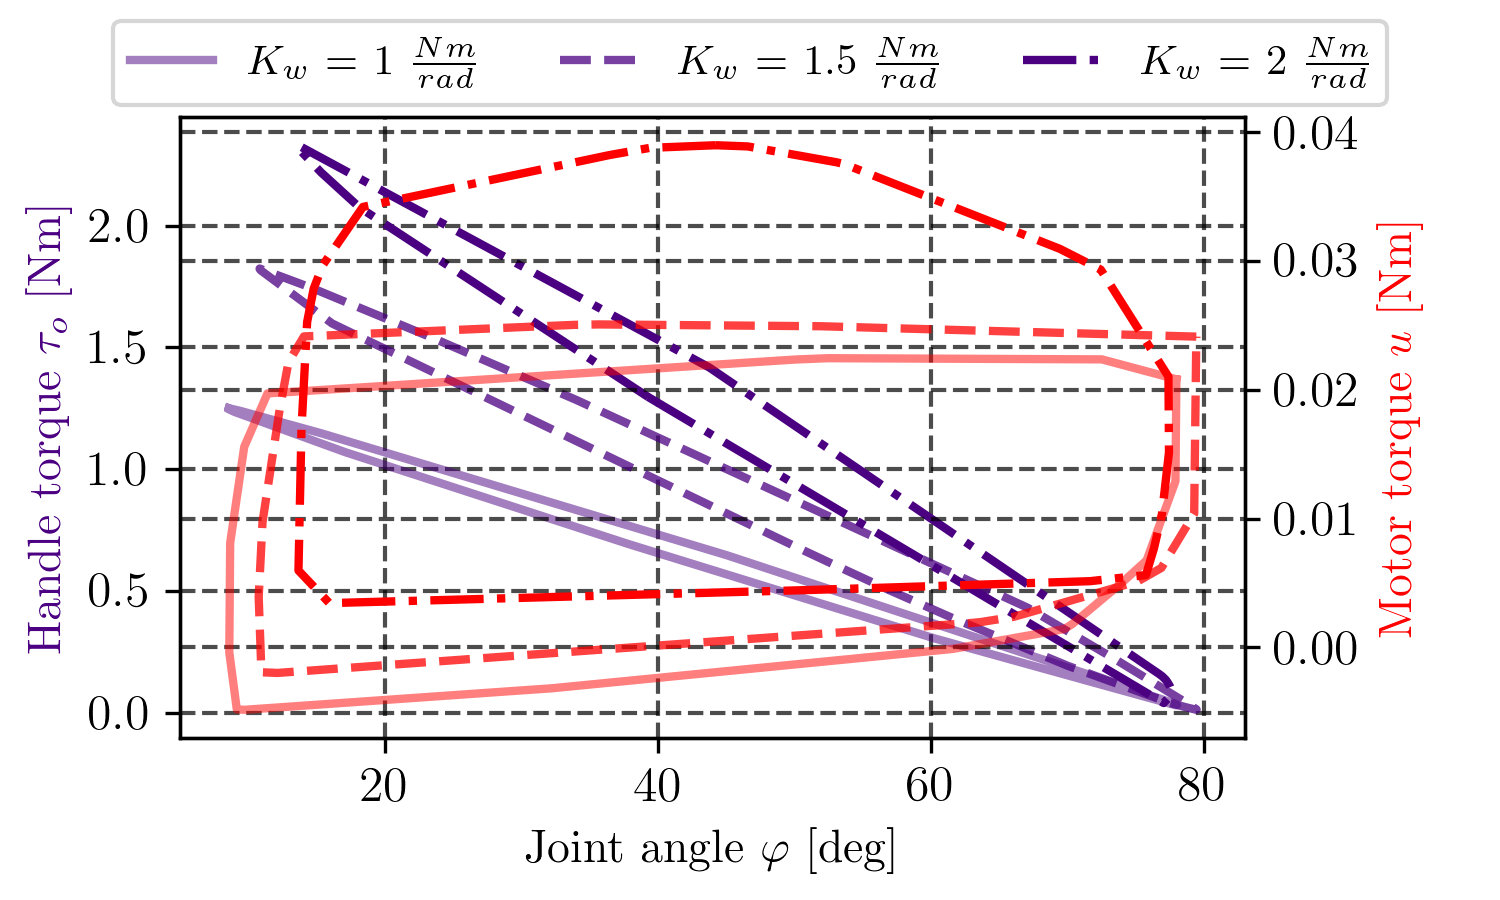 K_w = 1 Nm/rad   K_w = 1.5 Nm/rad   K_w = 2 Nm/rad
Handle torque τ_o [Nm]
2.0
1.5
1.0
0.5
0.0
0.04
0.03
0.02
0.01
0.00
Motor torque u [Nm]
20 40 60 80
Joint angle φ [deg]